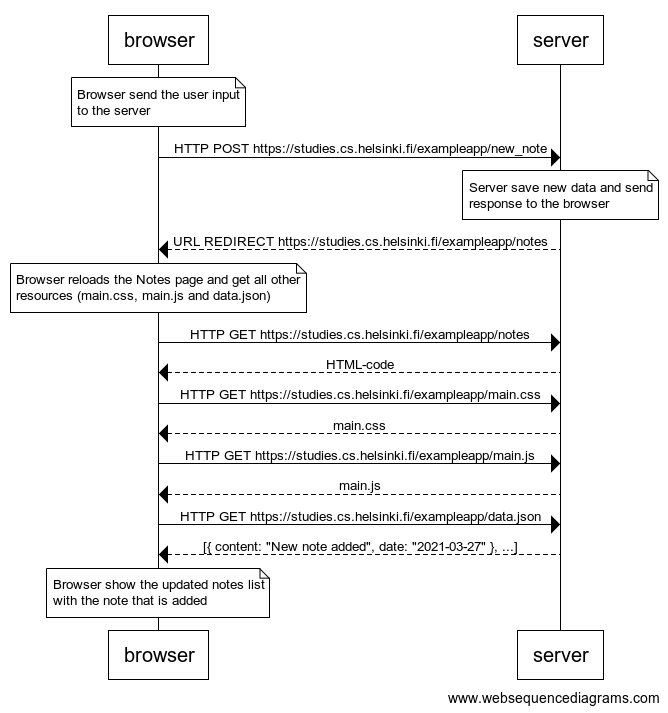 browser
server
Browser send the user input
to the server
HTTP POST https://studies.cs.helsinki.fi/exampleapp/new_note
Server save new data and send
response to the browser
URL REDIRECT https://studies.cs.helsinki.fi/exampleapp/notes
Browser reloads the Notes page and get all other
resources (main.css, main.js and data.json)
HTTP GET https://studies.cs.helsinki.fi/exampleapp/notes
HTML-code
HTTP GET https://studies.cs.helsinki.fi/exampleapp/main.css
main.css
HTTP GET https://studies.cs.helsinki.fi/exampleapp/main.js
main.js
HTTP GET https://studies.cs.helsinki.fi/exampleapp/data.json
[{ content: "New note added", date: "2021-03-27" }, ...]
Browser show the updated notes list
with the note that is added
browser
server
www.websequencediagrams.com